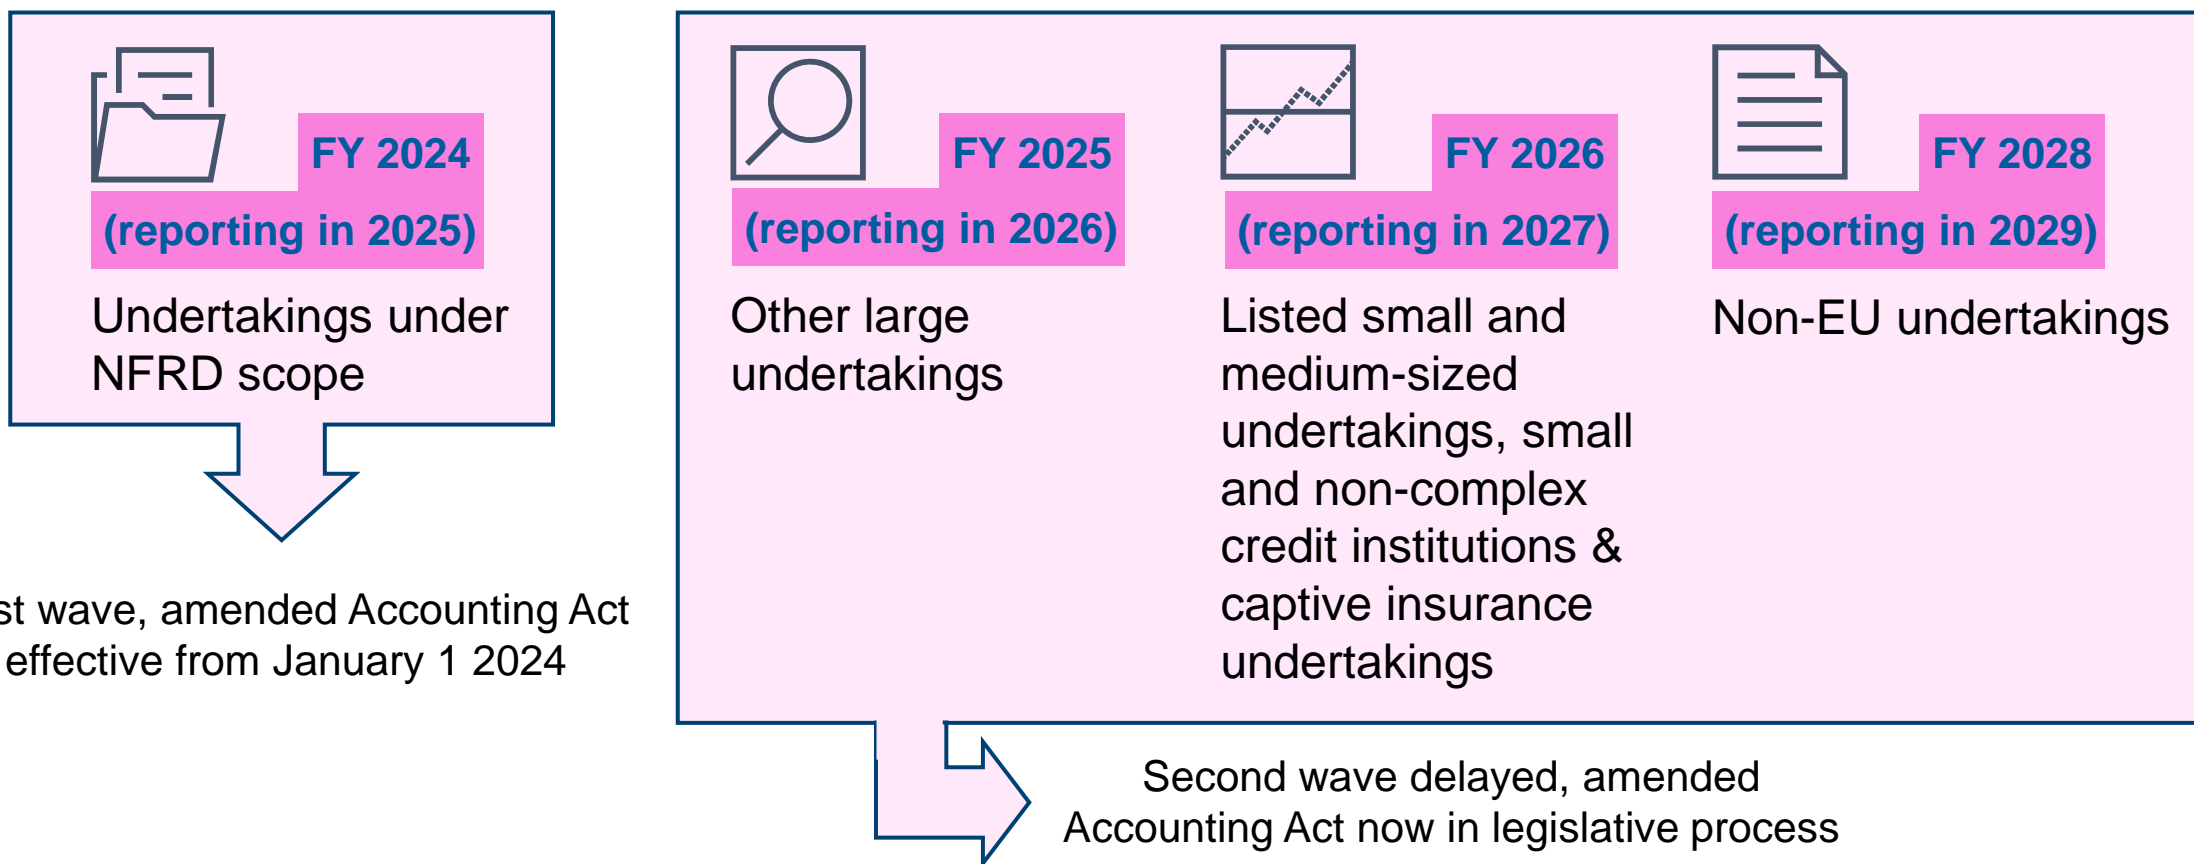 FY 2024
(reporting in 2025)
Undertakings under
NFRD scope
st wave, amended Accounting Act
effective from January 1 2024
FY 2025
(reporting in 2026)
Other large
undertakings
FY 2026
(reporting in 2027)
Listed small and
medium-sized
undertakings, small
and non-complex
credit institutions &
captive insurance
undertakings
FY 2028
(reporting in 2029)
Non-EU undertakings
Second wave delayed, amended
Accounting Act now in legislative process